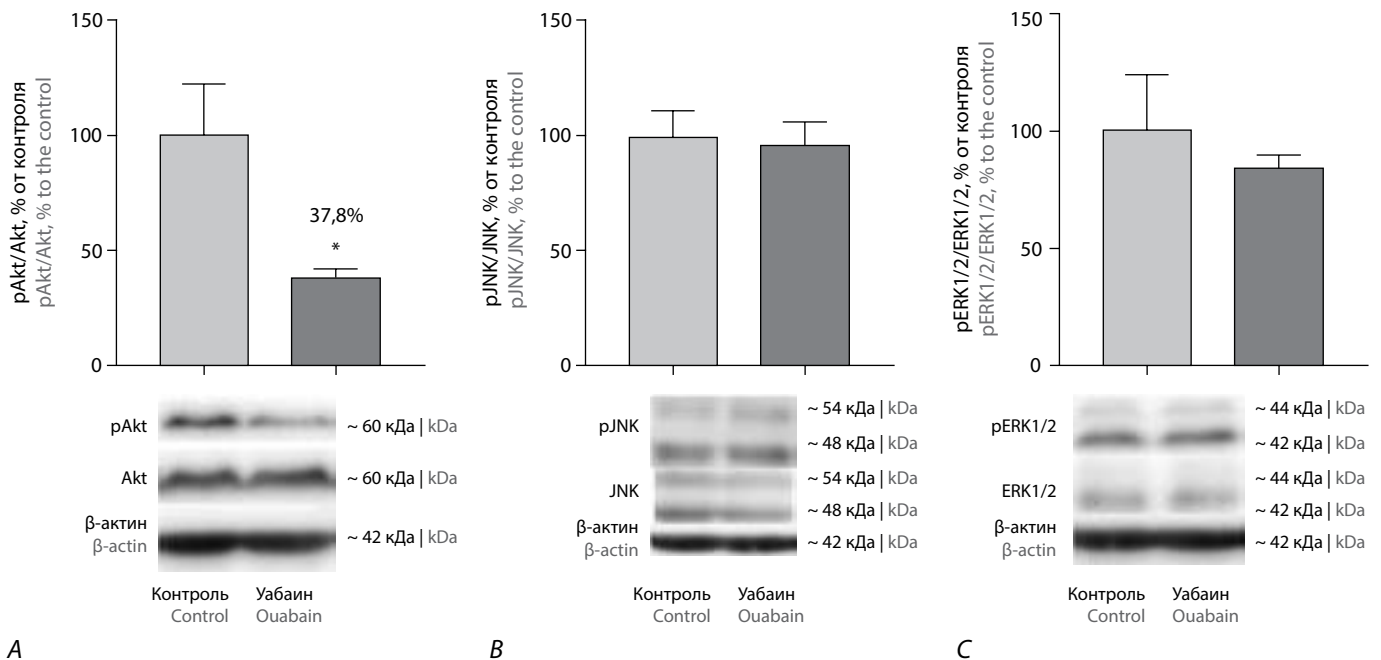 pAkt/Akt, % от контроля
pAkt/Akt, % to the control
150
100
50
0
37,8%
*
pAkt
~ 60 кДа | kDa
Akt
~ 60 кДа | kDa
β-актин
β-actin
~ 42 кДа | kDa
Контроль
Control
Уабаин
Ouabain
A
pJNK/JNK, % от контроля
pJNK/JNK, % to the control
150
100
50
0
pJNK
~ 54 кДа | kDa
~ 48 кДа | kDa
JNK
~ 54 кДа | kDa
~ 48 кДа | kDa
β-актин
β-actin
~ 42 кДа | kDa
Контроль
Control
Уабаин
Ouabain
B
pERK1/2/ERK1/2, % от контроля
pERK1/2/ERK1/2, % to the control
150
100
50
0
pERK1/2
~ 44 кДа | kDa
~ 42 кДа | kDa
ERK1/2
~ 44 кДа | kDa
~ 42 кДа | kDa
β-актин
β-actin
~ 42 кДа | kDa
Контроль
Control
Уабаин
Ouabain
C